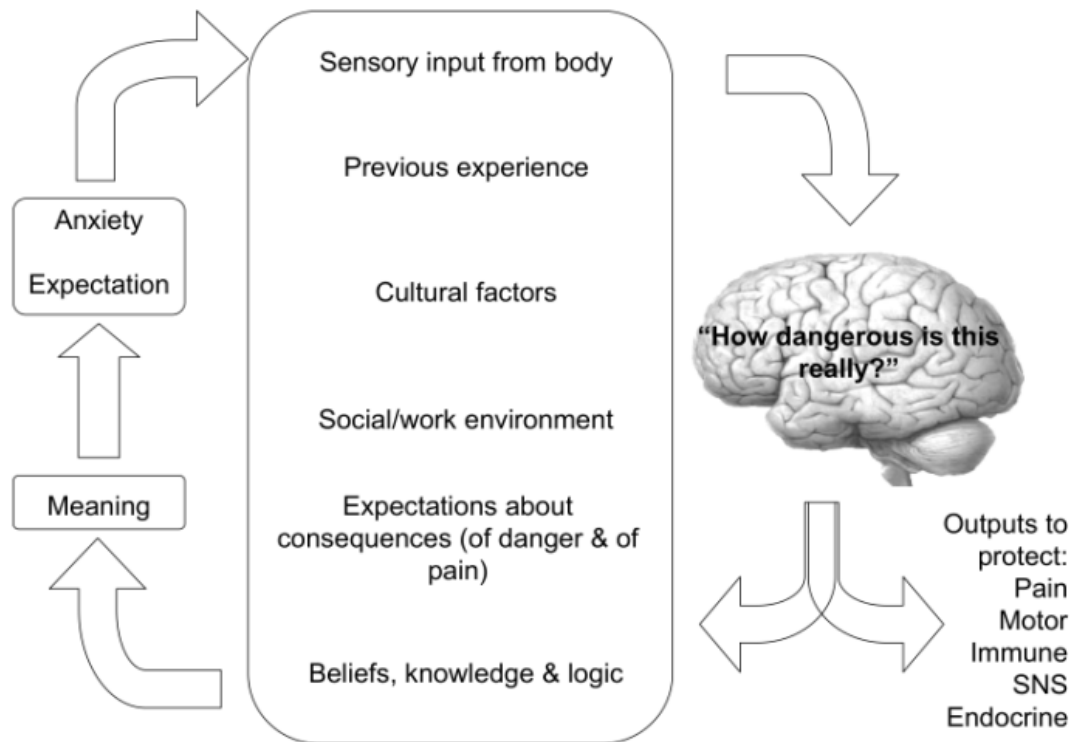 Sensory input from body
Previous experience
Cultural factors
Social/work environment
Expectations about
consequences (of danger & of
pain)
Beliefs, knowledge & logic
Anxiety
Expectation
Meaning
“How dangerous is this
really?”
Outputs to
protect:
Pain
Motor
Immune
SNS
Endocrine